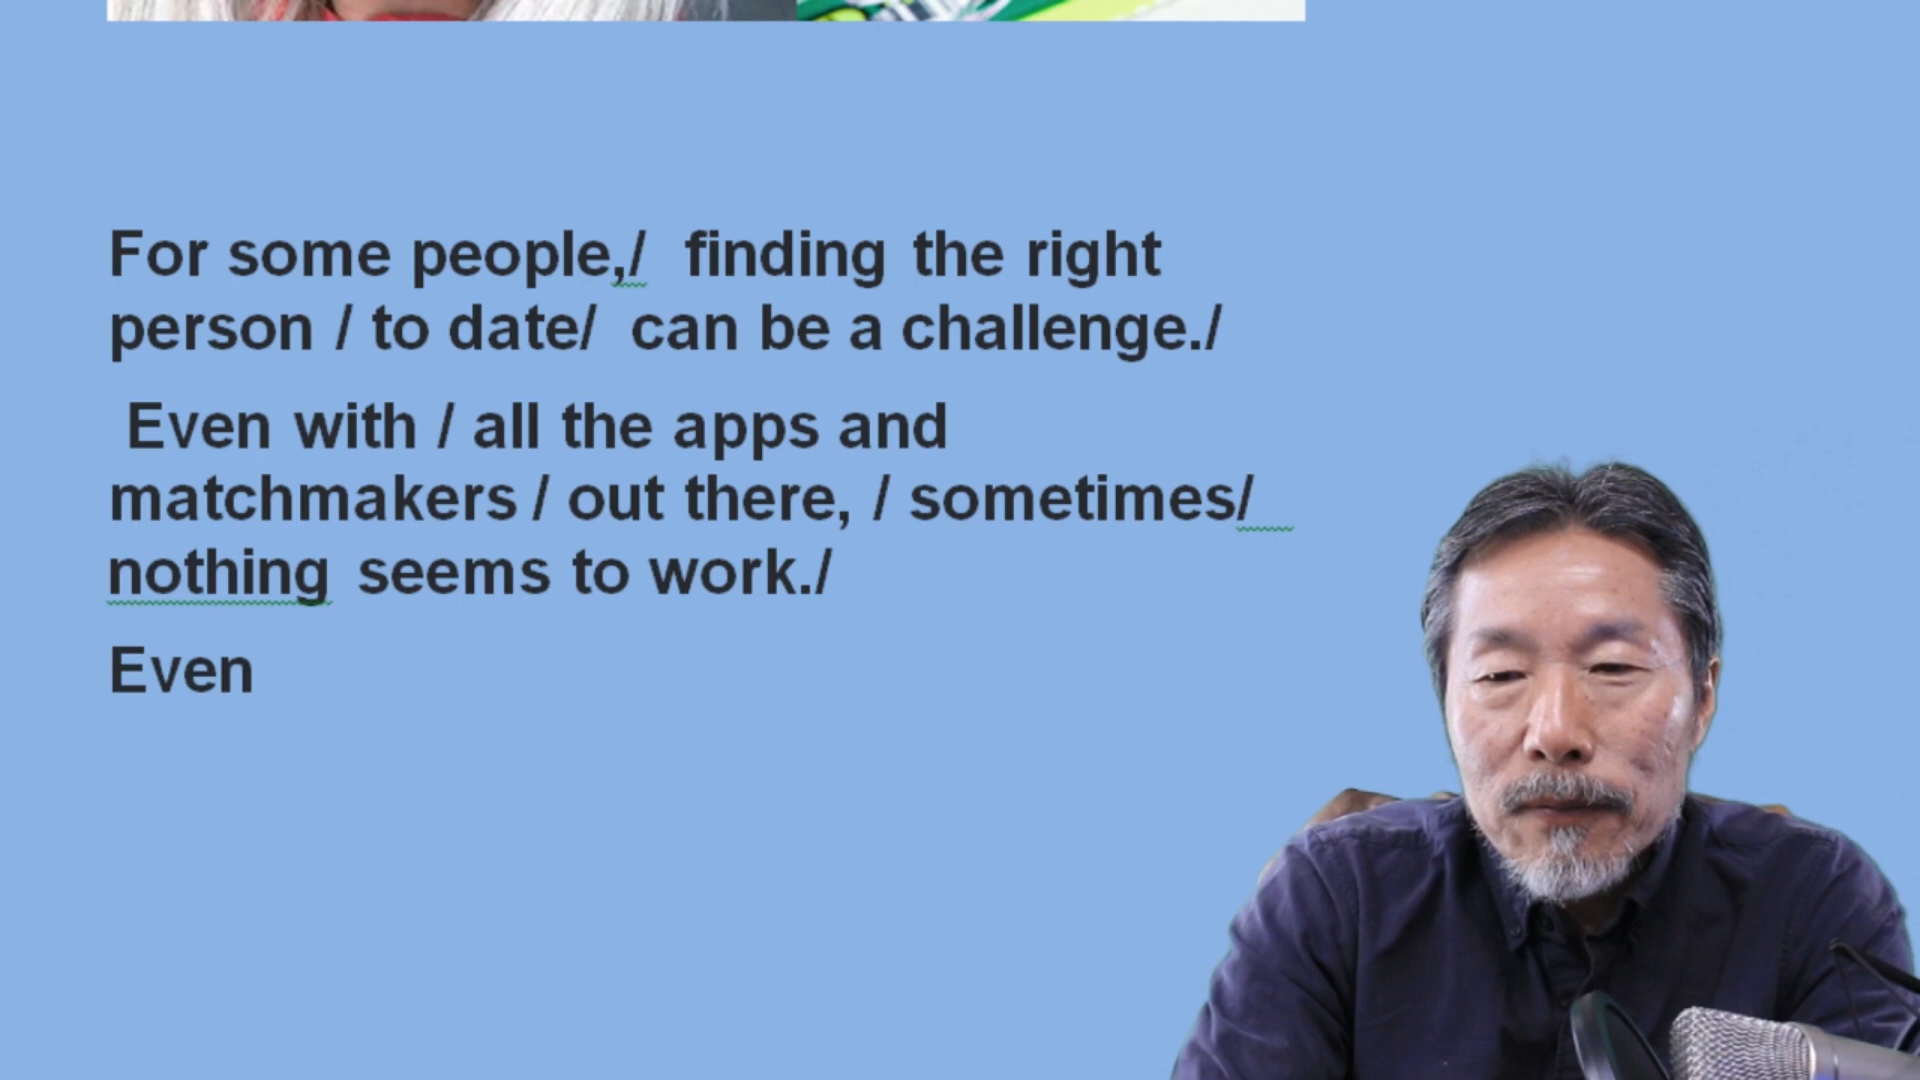 For some people,/  finding the right
person / to date/  can be a challenge./
Even with / all the apps and
matchmakers / out there, / sometimes/
nothing seems to work./
Even